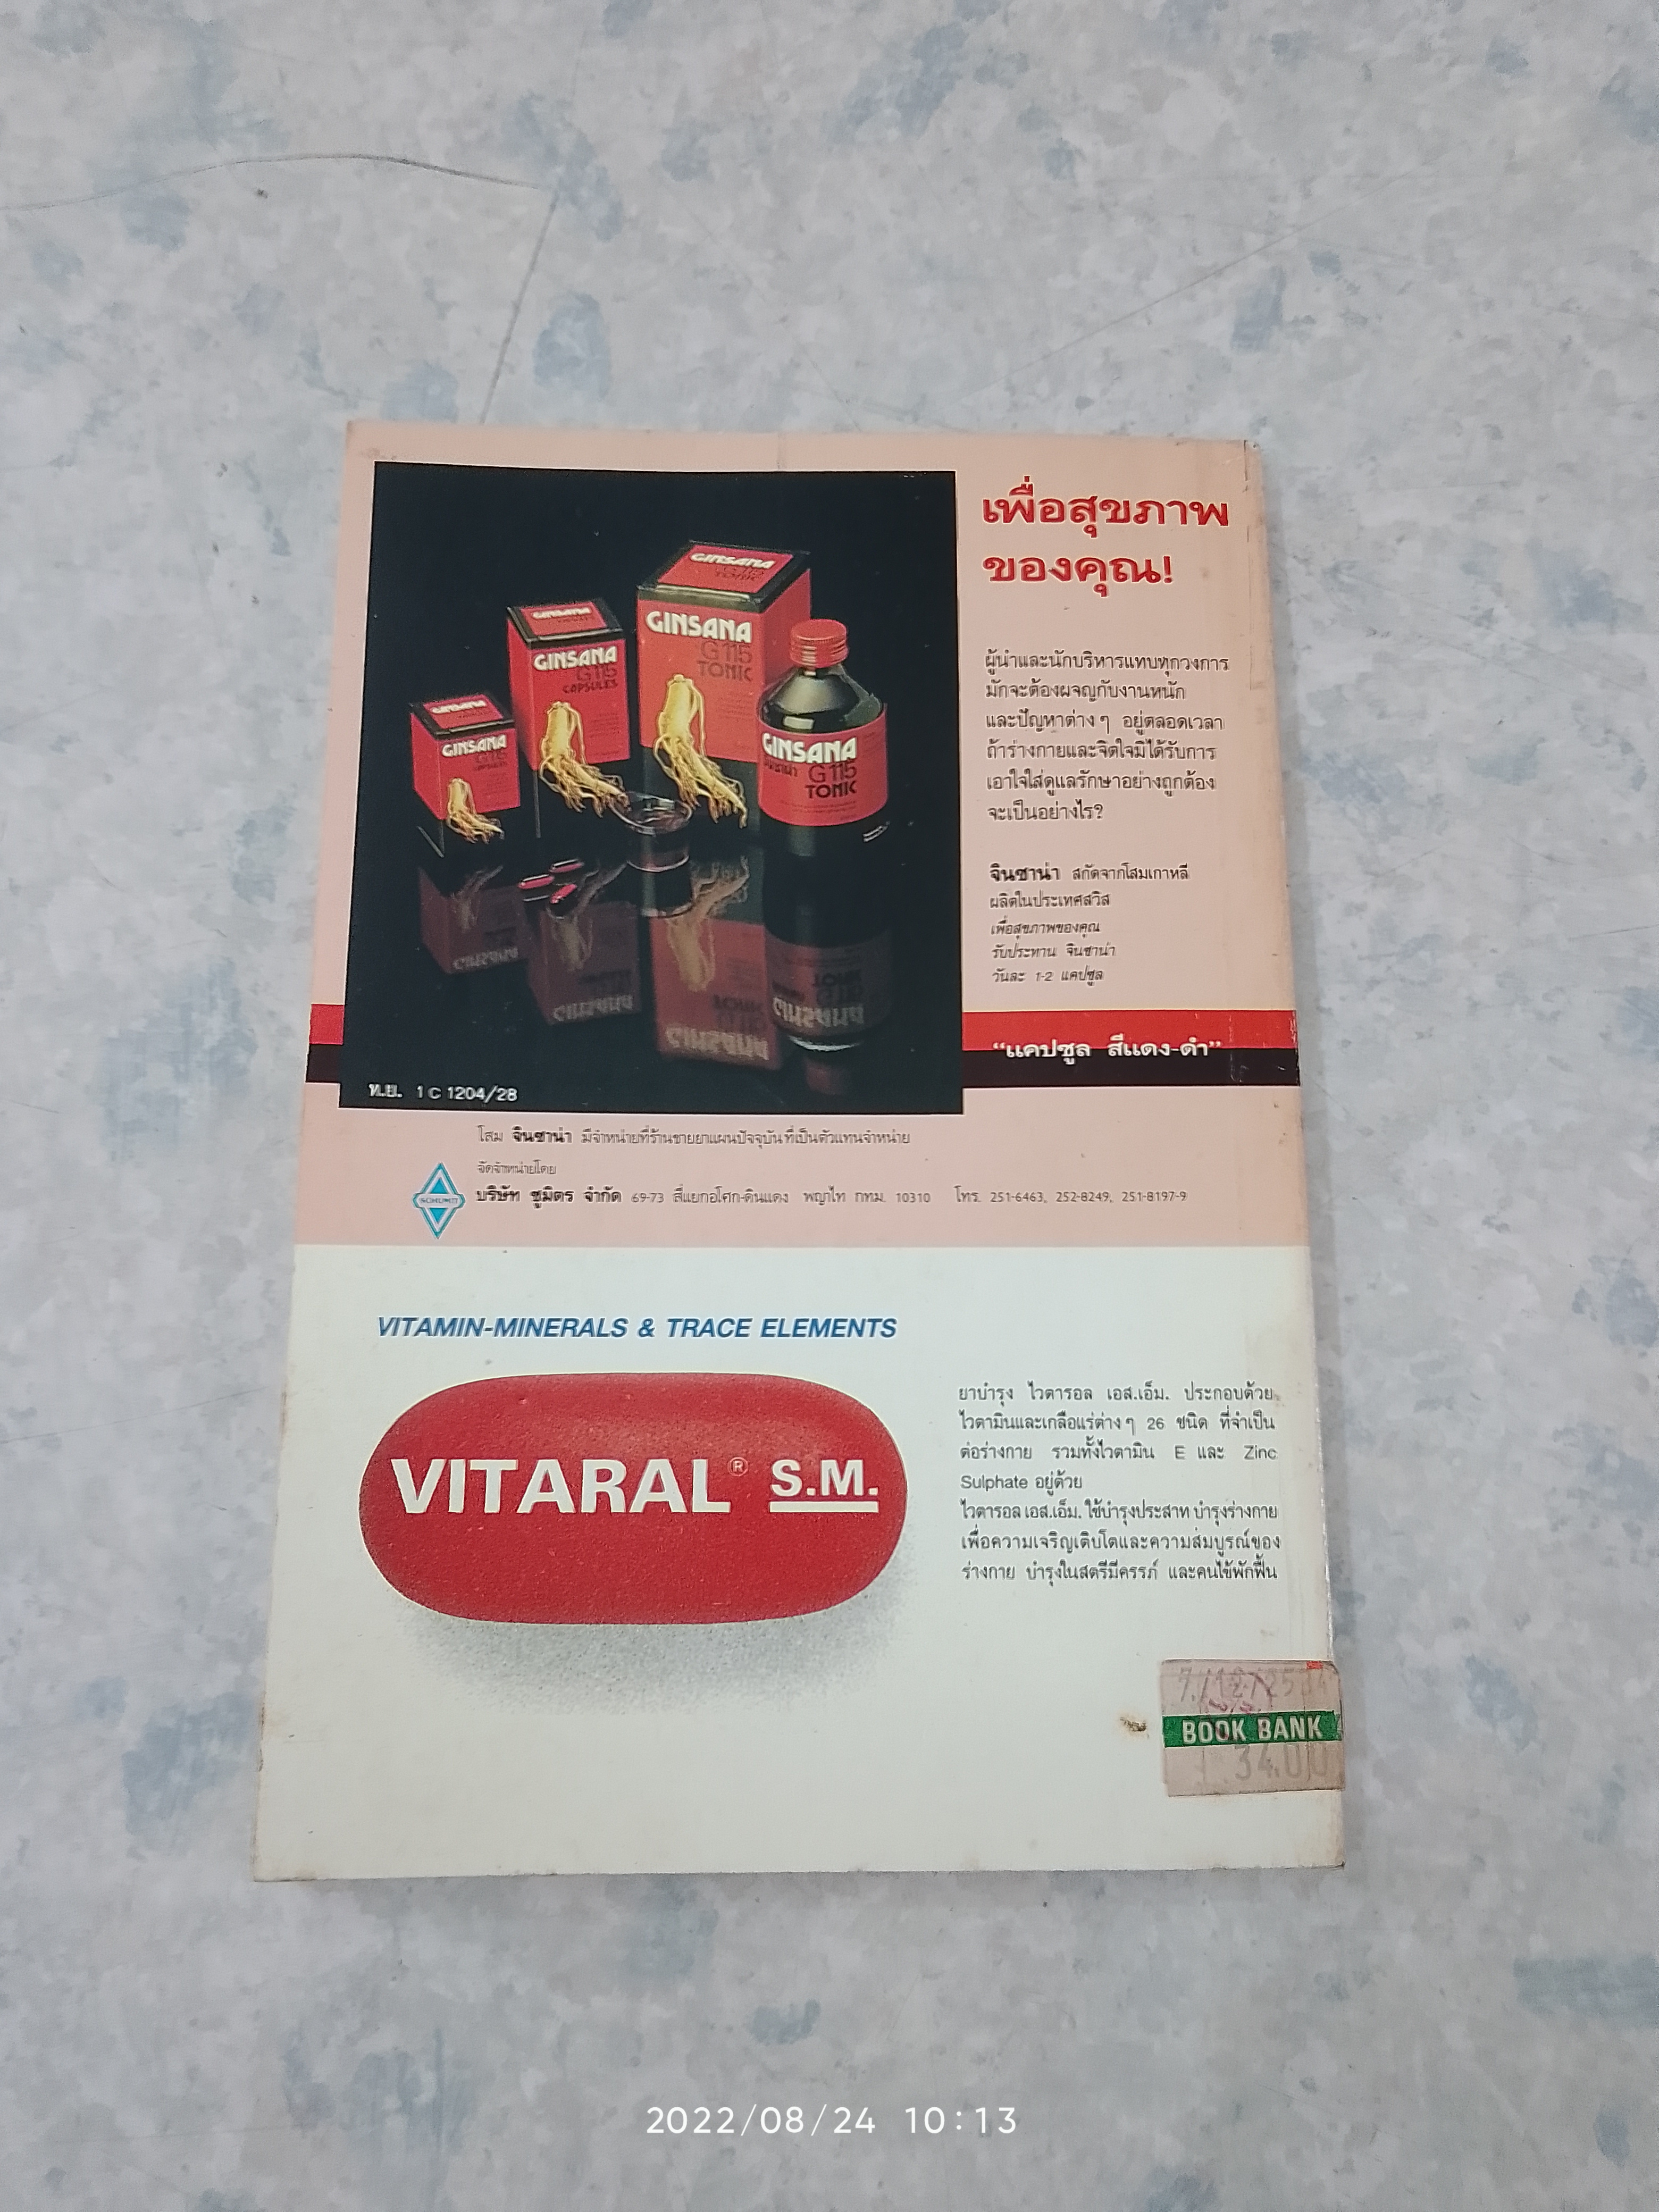 เพื่อสุขภาพ
ของคุณ!
ผู้นำและนักบริหารแทบทุกวงการ
มักจะต้องผจญกับงานหนัก
และปัญหาต่าง ๆ อยู่ตลอดเวลา
ถ้าร่างกายและจิตใจมิได้รับการ
เอาใจใส่ดูแลรักษาอย่างถูกต้อง
จะเป็นอย่างไร?
จินซาน่า สกัดจากโสมเกาหลี
ผลิตในประเทศสวิส
เพื่อสุขภาพของคุณ
รับประทาน จินซาน่า
วันละ 1-2 แคปซูล
“แคปซูล สีแดง-ดำ”
GINSANA
TONIC
GINSANA
G115
TONIC
GINSANA
GINSANA
G115
CAPSULES
GINSANA
GINSANA
G115
CAPSULES
GINSANA
G115
TONIC
ฆ.ย. 1 C 1204/28
โสม จินซาน่า มีจำหน่ายที่ร้านขายยาแผนปัจจุบันที่เป็นตัวแทนจำหน่าย
จัดจำหน่ายโดย
บริษัท ซูมิตร จำกัด 69-73 สี่แยกอโศก-ดินแดง พญาไท กทม. 10310 โทร. 251-6463, 252-8249, 251-8197-9
VITAMIN-MINERALS & TRACE ELEMENTS
VITARAL® S.M.
ยาบำรุง ไวตารอล เอส.เอ็ม. ประกอบด้วย
ไวตามินและเกลือแร่ต่าง ๆ 26 ชนิด ที่จำเป็น
ต่อร่างกาย รวมทั้งไวตามิน E และ Zinc
Sulphate อยู่ด้วย
ไวตารอล เอส.เอ็ม. ใช้บำรุงประสาท บำรุงร่างกาย
เพื่อความเจริญเติบโตและความสมบูรณ์ของ
ร่างกาย บำรุงในสตรีมีครรภ์ และคนไข้พักฟื้น
BOOK BANK
34.00
2022/08/24 10:13